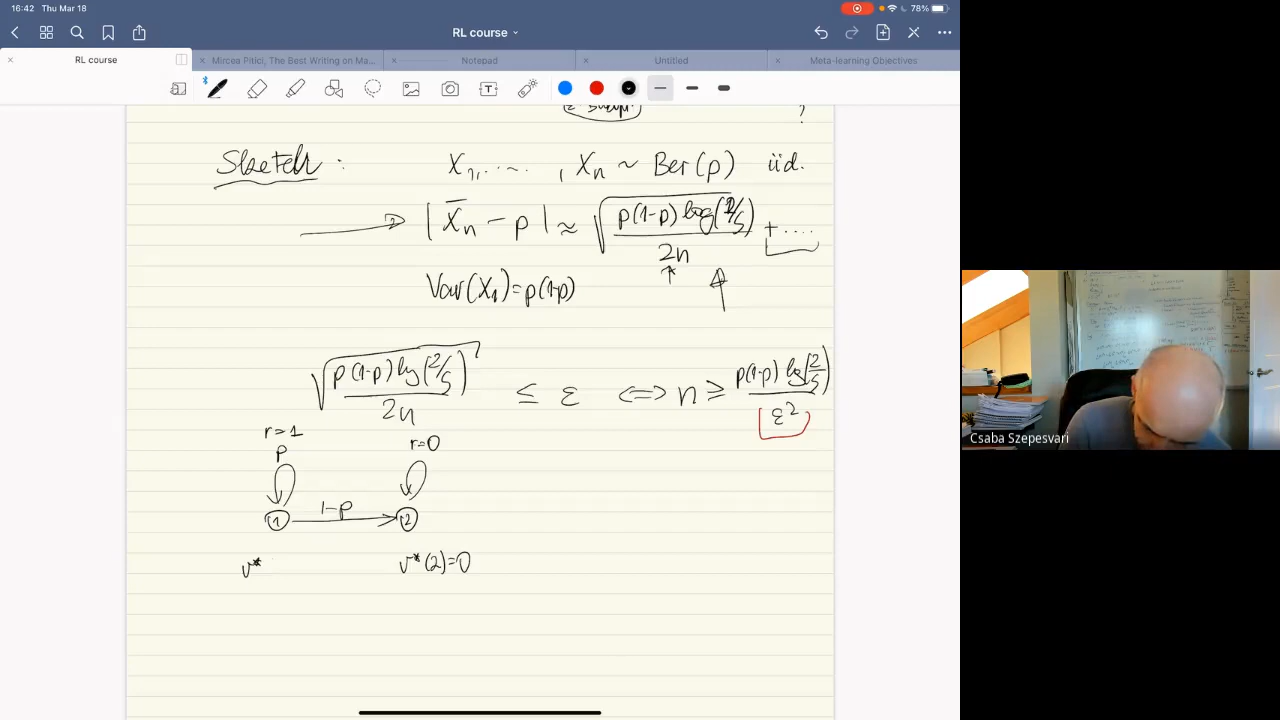 16:42 Thu Mar 18
78%
RL course
RL course
Mircea Pitici, The Best Writing on Ma...
Notepad
Untitled
Meta-learning Objectives
?
Sketch :
X₁, ..... , Xₙ ~ Ber(p) iid.
| X̄ₙ - p | ≈ √(p(1-p) log(2/δ) / 2n) + ....
Var(X₁) = p(1-p)
√(p(1-p) log(2/δ) / 2n) ≤ ε ⟺ n ≥ p(1-p) log(2/δ) / ε²
r=1
r=0
p
1-p
1
2
v*
v*(2)=0
Csaba Szepesvari